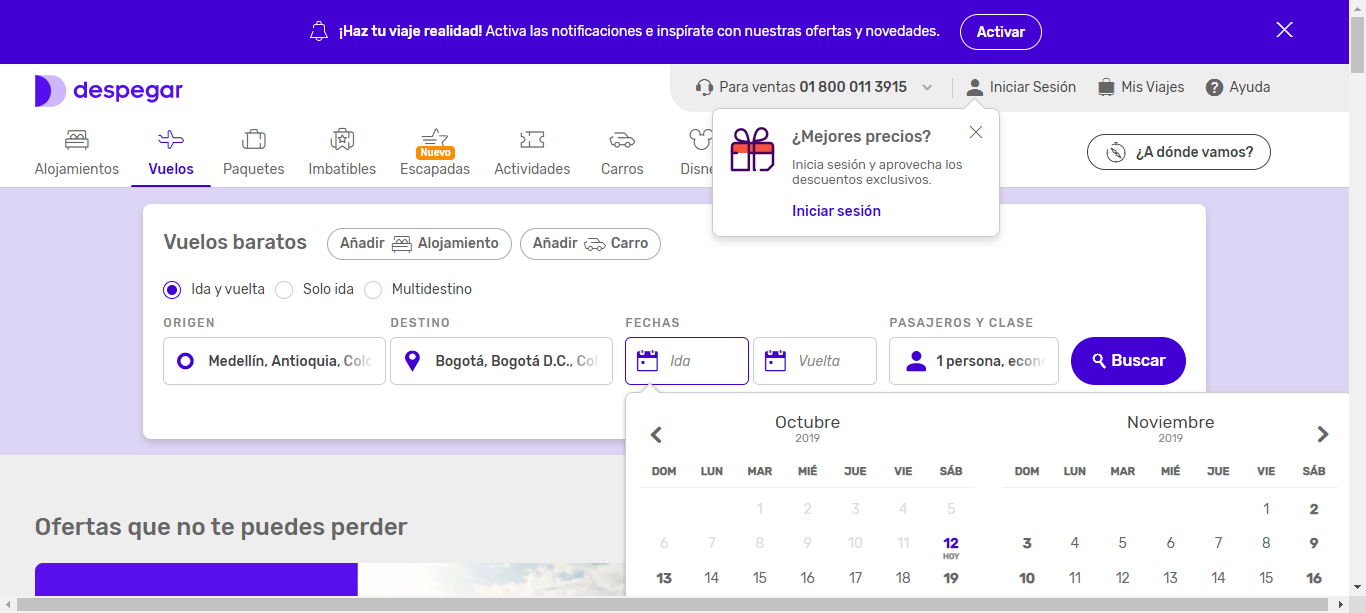 ¡Haz tu viaje realidad! Activa las notificaciones e inspírate con nuestras ofertas y novedades. Activar
despegar
Para ventas 01 800 011 3915 Iniciar Sesión Mis Viajes Ayuda
Alojamientos Vuelos Paquetes Imbatibles Nuevo Escapadas Actividades Carros Disne
¿A dónde vamos?
¿Mejores precios?
Inicia sesión y aprovecha los
descuentos exclusivos.
Iniciar sesión
Vuelos baratos Añadir Alojamiento Añadir Carro
Ida y vuelta Solo ida Multidestino
ORIGEN DESTINO FECHAS PASAJEROS Y CLASE
Medellín, Antioquia, Colo Bogotá, Bogotá D.C., Col Ida Vuelta 1 persona, econ Buscar
Octubre Noviembre
2019 2019
DOM LUN MAR MIÉ JUE VIE SÁB DOM LUN MAR MIÉ JUE VIE SÁB
1 2 3 4 5 1 2
6 7 8 9 10 11 12 3 4 5 6 7 8 9
HOY
13 14 15 16 17 18 19 10 11 12 13 14 15 16
Ofertas que no te puedes perder